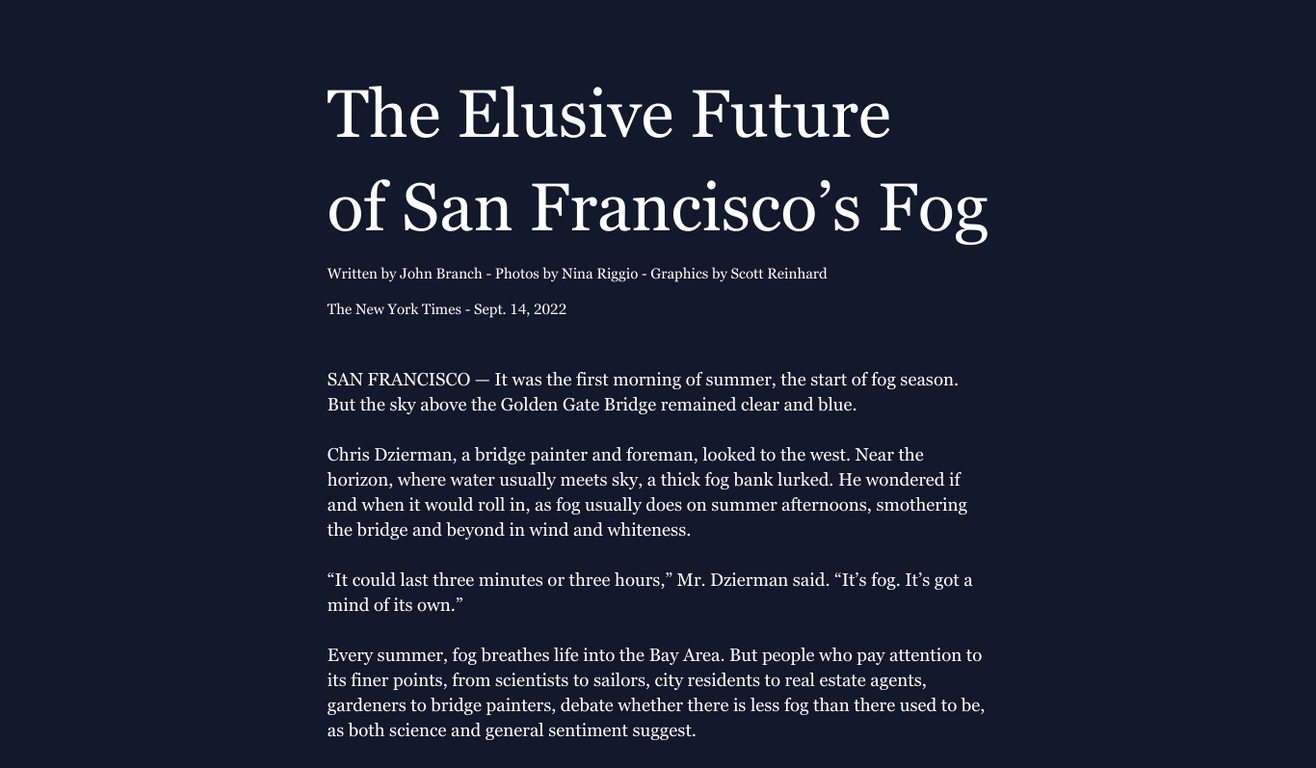 The Elusive Future
of San Francisco’s Fog
Written by John Branch - Photos by Nina Riggio - Graphics by Scott Reinhard
The New York Times - Sept. 14, 2022
SAN FRANCISCO — It was the first morning of summer, the start of fog season.
But the sky above the Golden Gate Bridge remained clear and blue.
Chris Dzierman, a bridge painter and foreman, looked to the west. Near the
horizon, where water usually meets sky, a thick fog bank lurked. He wondered if
and when it would roll in, as fog usually does on summer afternoons, smothering
the bridge and beyond in wind and whiteness.
“It could last three minutes or three hours,” Mr. Dzierman said. “It’s fog. It’s got a
mind of its own.”
Every summer, fog breathes life into the Bay Area. But people who pay attention to
its finer points, from scientists to sailors, city residents to real estate agents,
gardeners to bridge painters, debate whether there is less fog than there used to be,
as both science and general sentiment suggest.